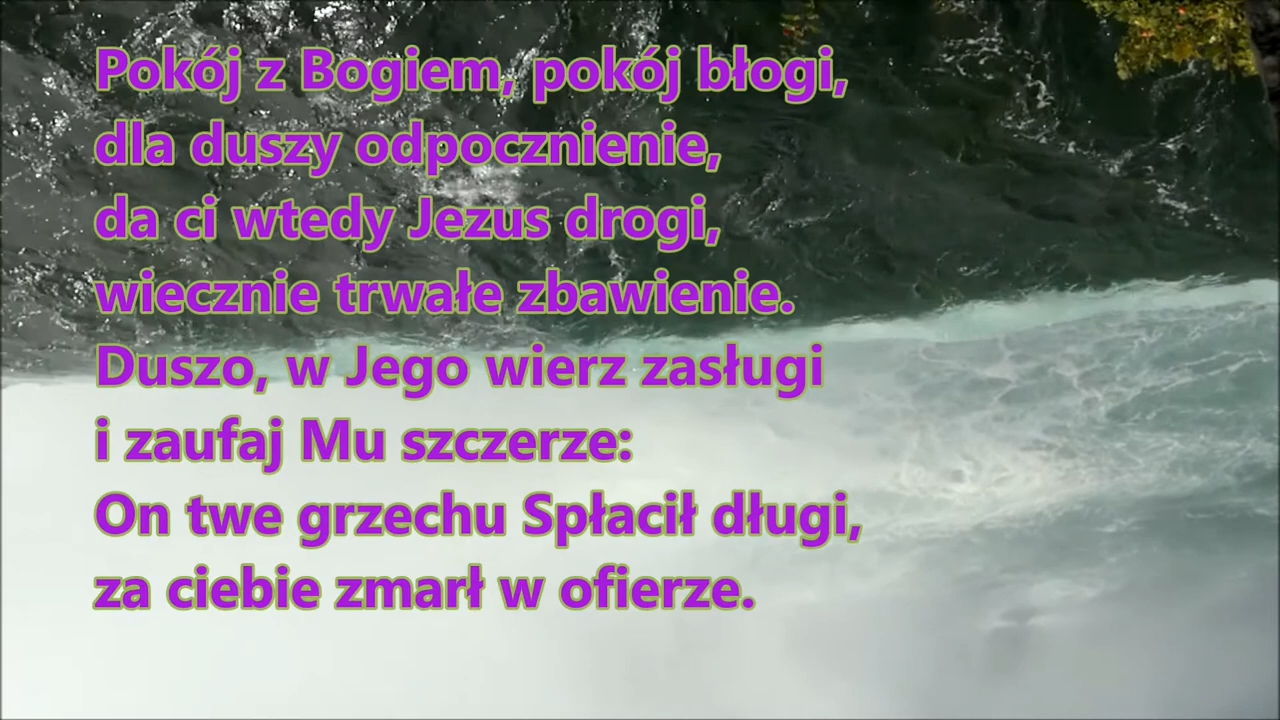 Pokój z Bogiem, pokój błogi,
dla duszy odpocznienie,
da ci wtedy Jezus drogi,
wiecznie trwałe zbawienie.
Duszo, w Jego wierz zasługi
i zaufaj Mu szczerze:
On twe grzechu Spłacił długi,
za ciebie zmarł w ofierze.